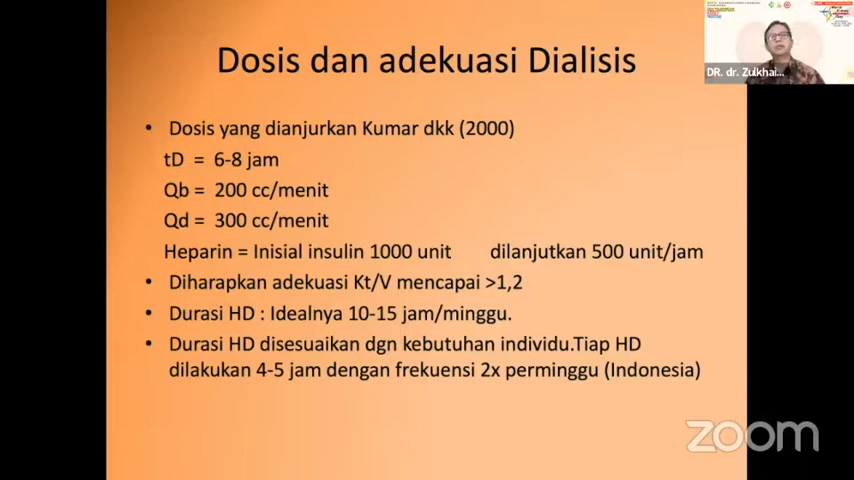 Dosis dan adekuasi Dialisis
• Dosis yang dianjurkan Kumar dkk (2000)
tD = 6-8 jam
Qb = 200 cc/menit
Qd = 300 cc/menit
Heparin = Inisial insulin 1000 unit dilanjutkan 500 unit/jam
• Diharapkan adekuasi Kt/V mencapai >1,2
• Durasi HD : Idealnya 10-15 jam/minggu.
• Durasi HD disesuaikan dgn kebutuhan individu.Tiap HD
dilakukan 4-5 jam dengan frekuensi 2x perminggu (Indonesia)
DR. dr. Zulkhai...
zoom